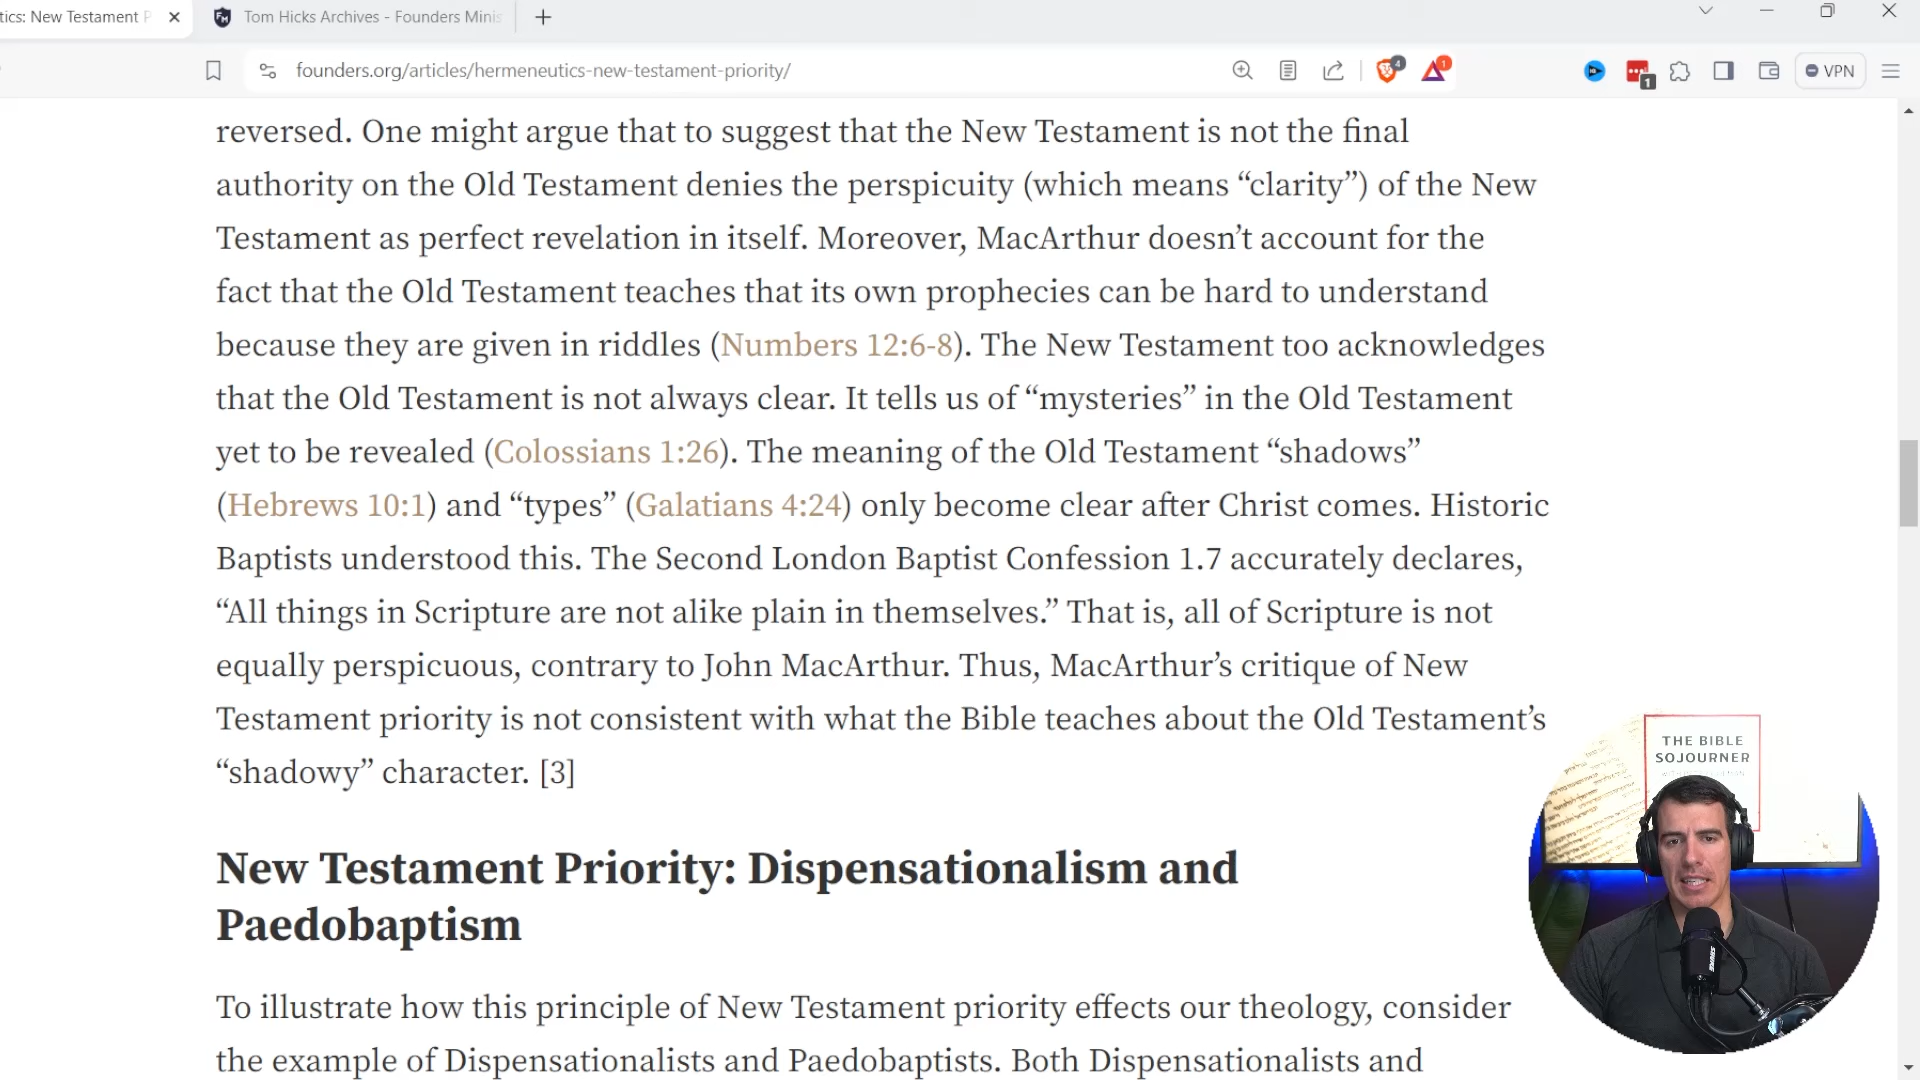 tics: New Testament P
Tom Hicks Archives - Founders Minis
founders.org/articles/hermeneutics-new-testament-priority/
4
1
1
VPN
reversed. One might argue that to suggest that the New Testament is not the final
authority on the Old Testament denies the perspicuity (which means “clarity”) of the New
Testament as perfect revelation in itself. Moreover, MacArthur doesn’t account for the
fact that the Old Testament teaches that its own prophecies can be hard to understand
because they are given in riddles (Numbers 12:6-8). The New Testament too acknowledges
that the Old Testament is not always clear. It tells us of “mysteries” in the Old Testament
yet to be revealed (Colossians 1:26). The meaning of the Old Testament “shadows”
(Hebrews 10:1) and “types” (Galatians 4:24) only become clear after Christ comes. Historic
Baptists understood this. The Second London Baptist Confession 1.7 accurately declares,
“All things in Scripture are not alike plain in themselves.” That is, all of Scripture is not
equally perspicuous, contrary to John MacArthur. Thus, MacArthur’s critique of New
Testament priority is not consistent with what the Bible teaches about the Old Testament’s
“shadowy” character. [3]
New Testament Priority: Dispensationalism and
Paedobaptism
To illustrate how this principle of New Testament priority effects our theology, consider
the example of Dispensationalists and Paedobaptists. Both Dispensationalists and
THE BIBLE
SOJOURNER
SHURE